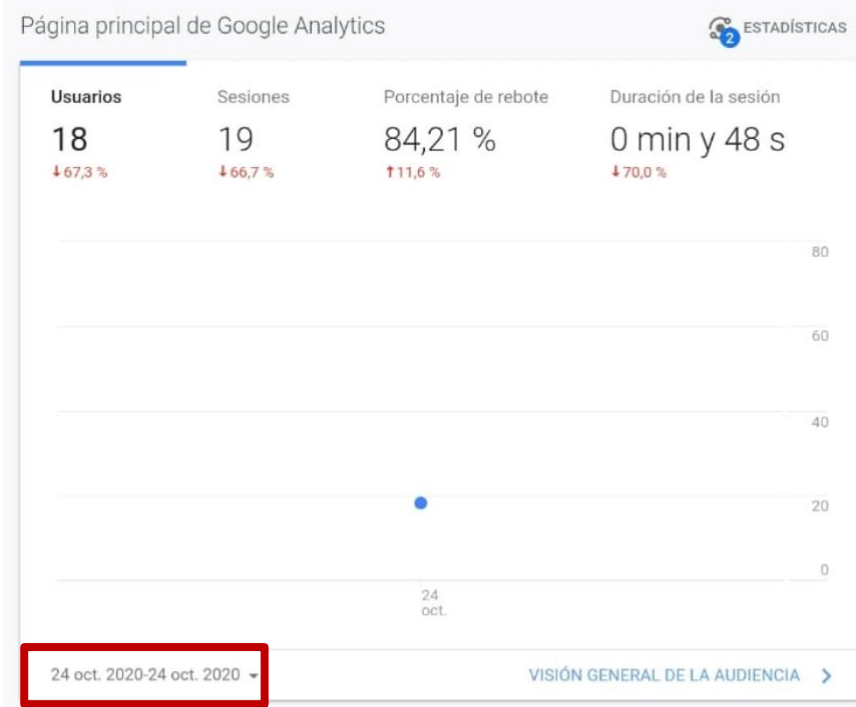 Página principal de Google Analytics
2
ESTADÍSTICAS
Usuarios Sesiones Porcentaje de rebote Duración de la sesión
18 19 84,21 % 0 min y 48 s
↓67,3 % ↓66,7 % ↑11,6 % ↓70,0 %
80
60
40
20
0
24
oct.
24 oct. 2020-24 oct. 2020
VISIÓN GENERAL DE LA AUDIENCIA